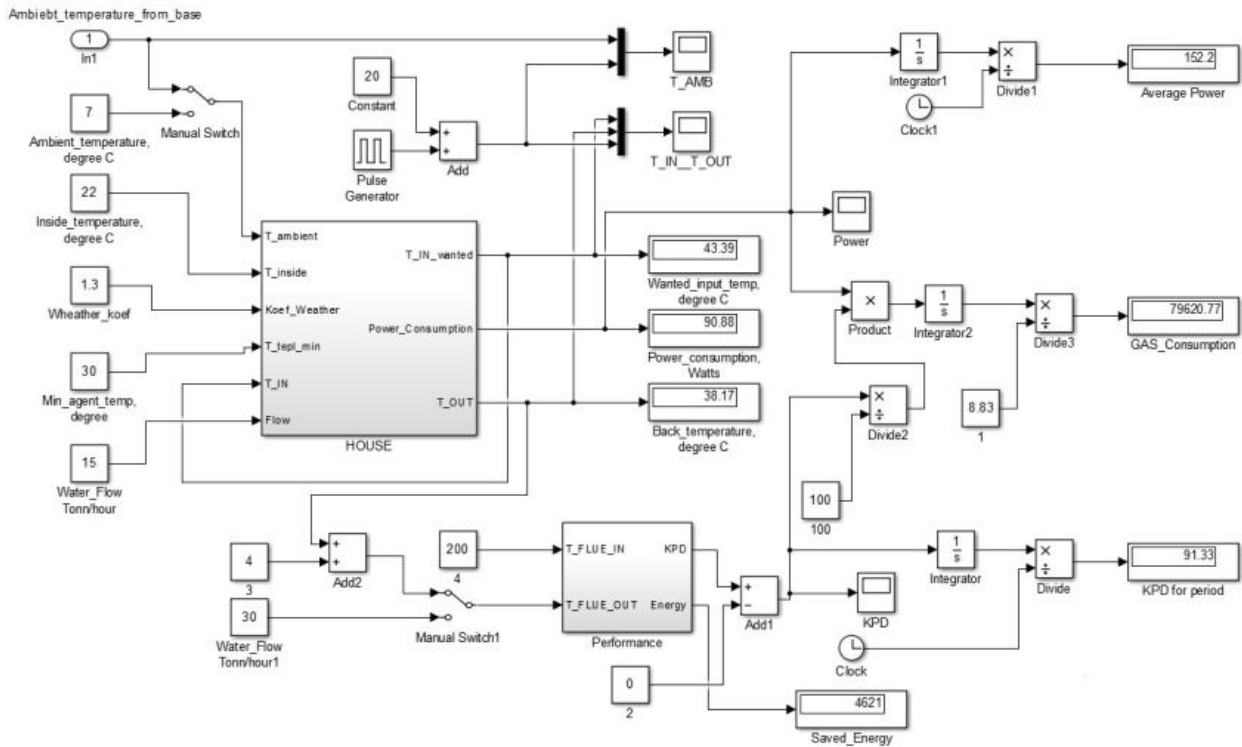 Ambiebt_temperature_from_base
1
In1
7
Ambient_temperature,
degree C
Manual Switch
22
Inside_temperature,
degree C
1.3
Wheather_koef
30
Min_agent_temp,
degree
15
Water_Flow
Tonn/hour
20
Constant
Pulse
Generator
+
+
Add
T_AMB
T_IN__T_OUT
T_ambient
T_inside
Koef_Weather
T_tepl_min
T_IN
Flow
T_IN_wanted
Power_Consumption
T_OUT
HOUSE
43.39
Wanted_input_temp,
degree C
90.88
Power_consumption,
Watts
38.17
Back_temperature,
degree C
1
s
Integrator1
Clock1
×
÷
Divide1
152.2
Average Power
Power
×
Product
1
s
Integrator2
×
÷
Divide3
79620.77
GAS_Consumption
8.83
1
×
÷
Divide2
100
100
4
3
+
+
Add2
30
Water_Flow
Tonn/hour1
200
4
Manual Switch1
T_FLUE_IN
T_FLUE_OUT
KPD
Energy
Performance
+
−
Add1
0
2
KPD
1
s
Integrator
Clock
×
÷
Divide
91.33
KPD for period
4621
Saved_Energy